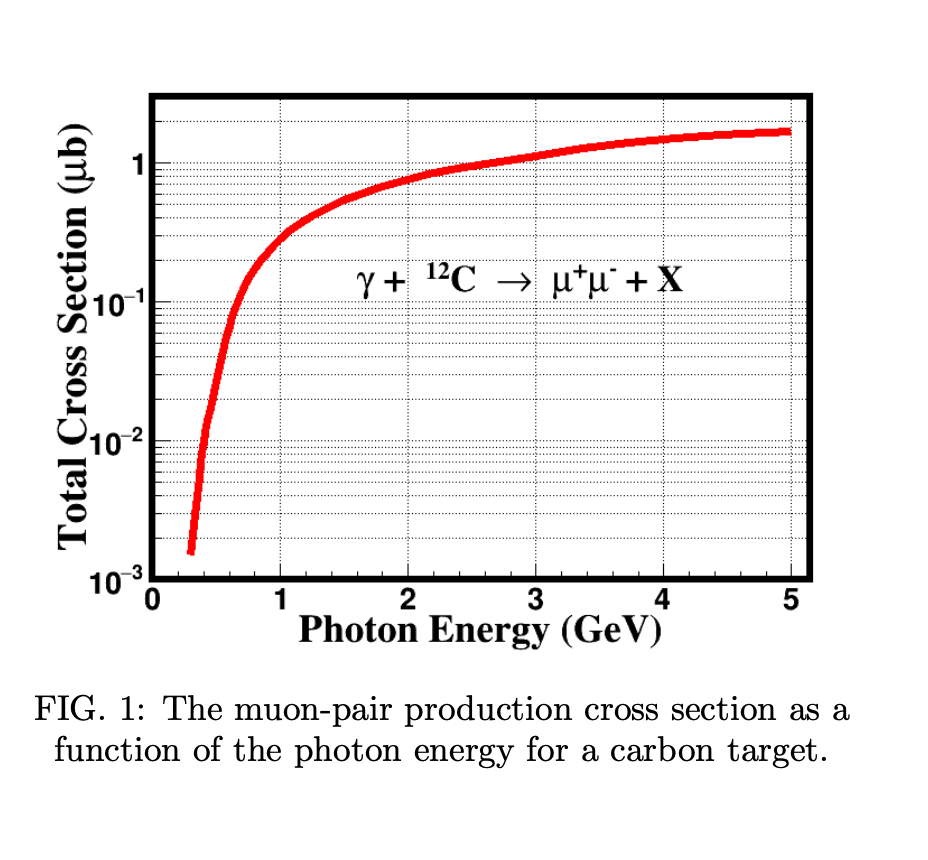 Total Cross Section (μb)
1
10⁻¹
10⁻²
10⁻³
γ + ¹²C → μ⁺μ⁻ + X
0 1 2 3 4 5
Photon Energy (GeV)
FIG. 1: The muon-pair production cross section as a
function of the photon energy for a carbon target.